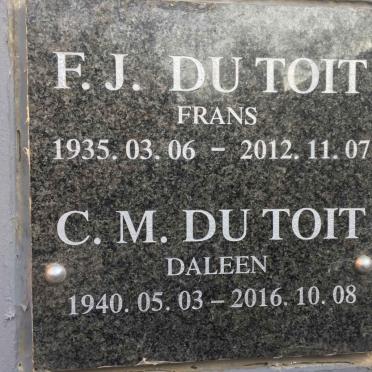 F. J. DU TOIT
FRANS
1935. 03. 06 – 2012. 11. 07
C. M. DU TOIT
DALEEN
1940. 05. 03 – 2016. 10. 08